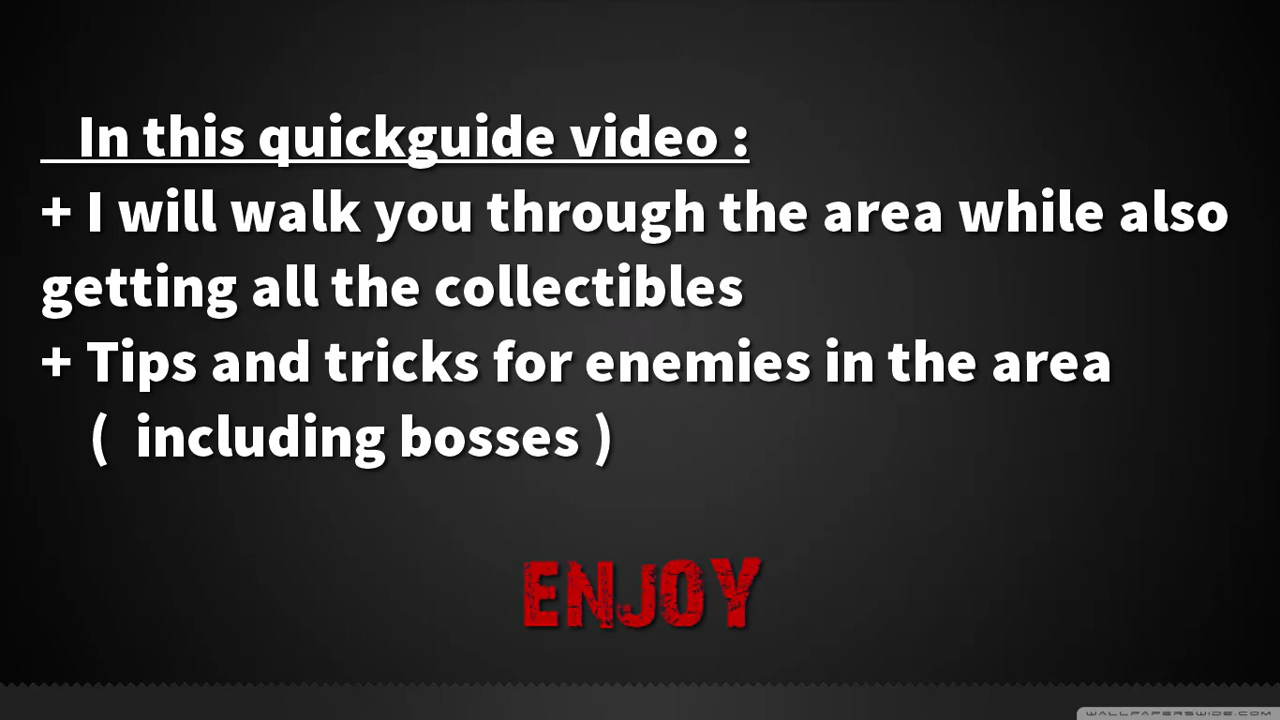 In this quickguide video :
+ I will walk you through the area while also
getting all the collectibles
+ Tips and tricks for enemies in the area
( including bosses )
ENJOY
WALLPAPERSWIDE.COM